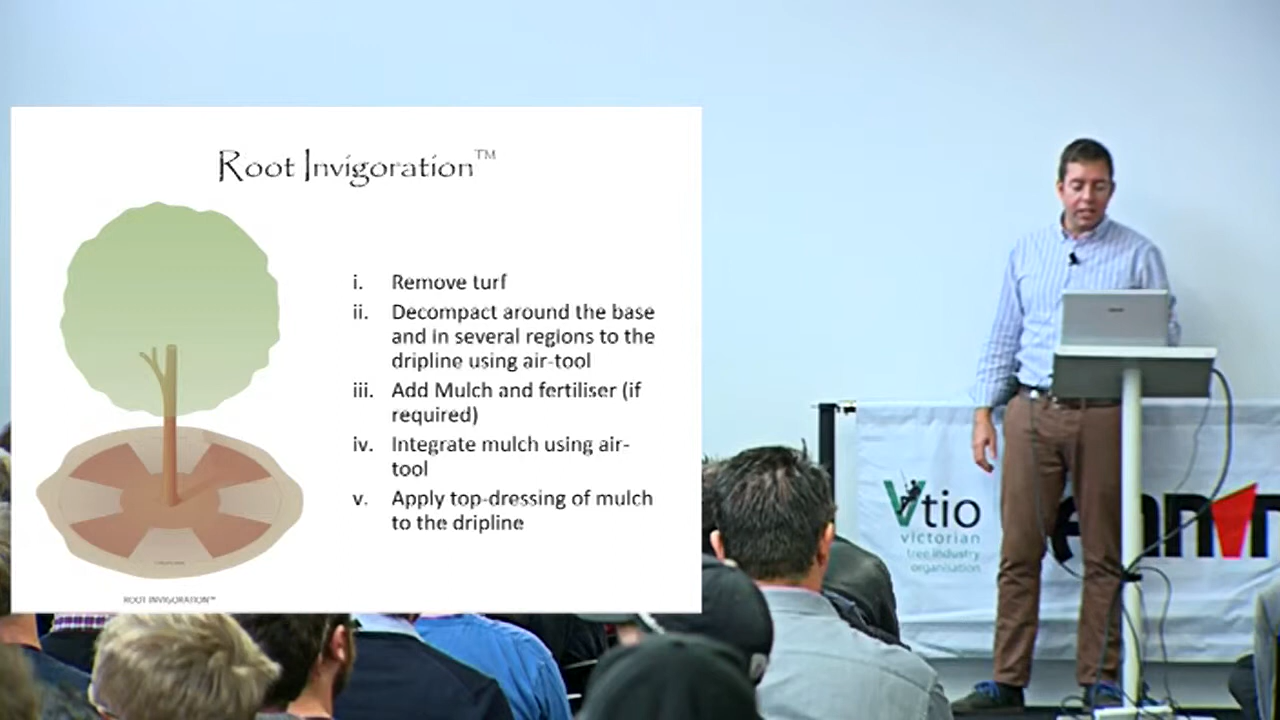 Root Invigoration™
i. Remove turf
ii. Decompact around the base
and in several regions to the
dripline using air-tool
iii. Add Mulch and fertiliser (if
required)
iv. Integrate mulch using air-
tool
v. Apply top-dressing of mulch
to the dripline
ROOT INVIGORATION™
Vtio
victorian
tree industry
organisation